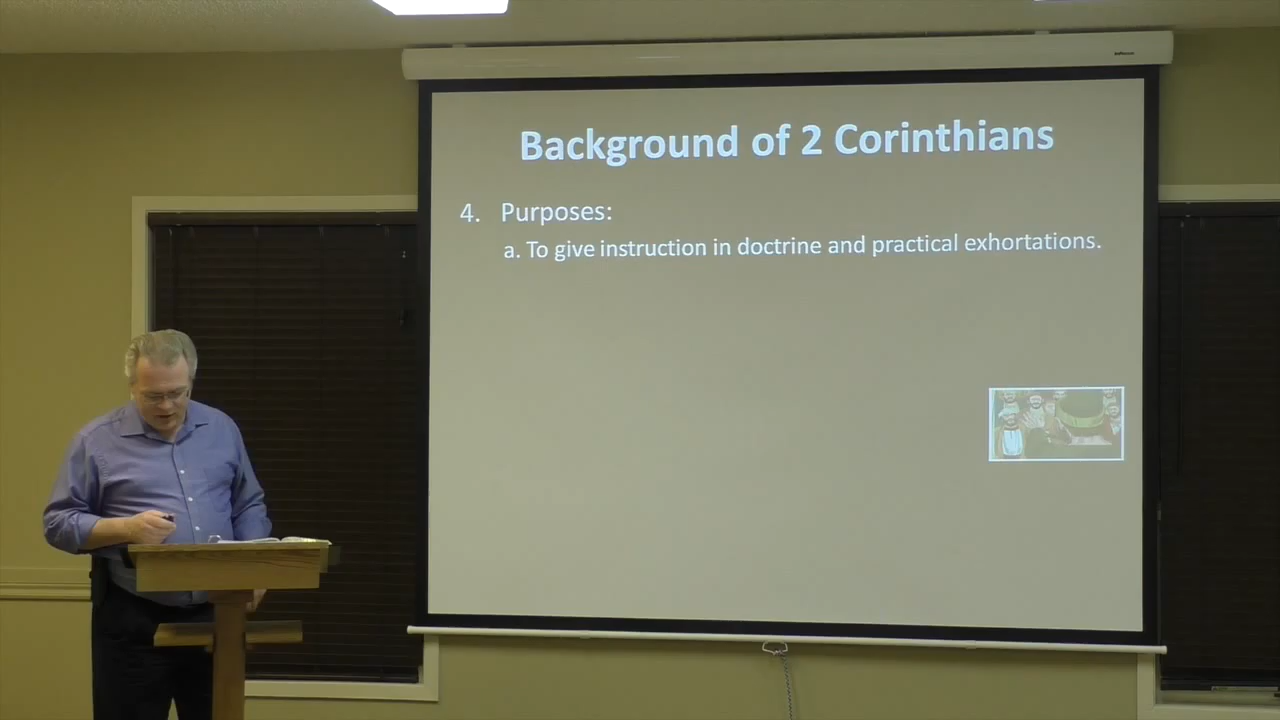 Background of 2 Corinthians
4. Purposes:
a. To give instruction in doctrine and practical exhortations.